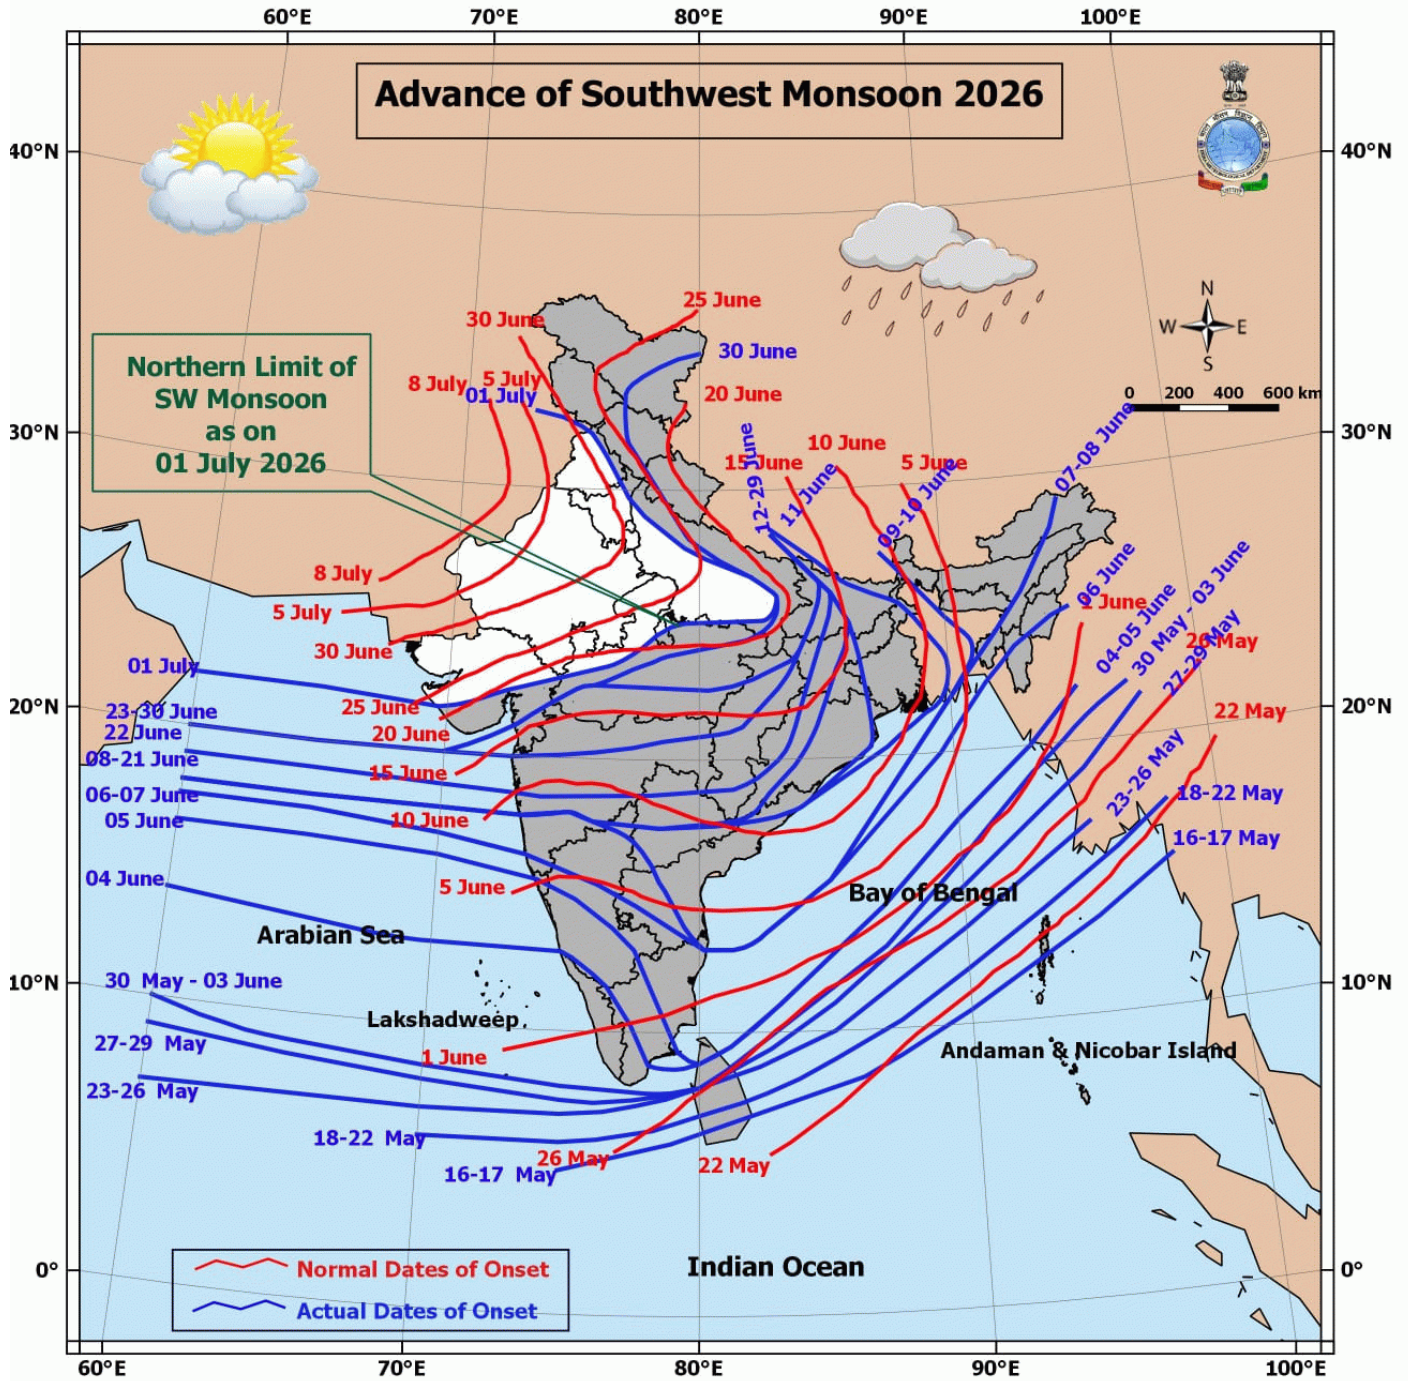 60°E 70°E 80°E 90°E 100°E
Advance of Southwest Monsoon 2026
40°N 40°N
N
W E
S
0 200 400 600 km
25 June
30 June
30 June
8 July 5 July
01 July
20 June
Northern Limit of
SW Monsoon
as on
01 July 2026
30°N 30°N
07-08 June
10 June
15 June
5 June
12-29 June
11 June
09-10 June
8 July
5 July
30 June
06 June
1 June
04-05 June
30 May - 03 June
27-29 May
26 May
01 July
25 June
20°N 20°N
23-30 June
22 June
20 June
22 May
08-21 June
15 June
23-26 May
06-07 June
18-22 May
05 June
10 June
16-17 May
04 June
5 June
Bay of Bengal
Arabian Sea
10°N 10°N
30 May - 03 June
Lakshadweep
27-29 May
1 June
Andaman & Nicobar Island
23-26 May
18-22 May
26 May
22 May
16-17 May
0° 0°
Indian Ocean
Normal Dates of Onset
Actual Dates of Onset
60°E 70°E 80°E 90°E 100°E